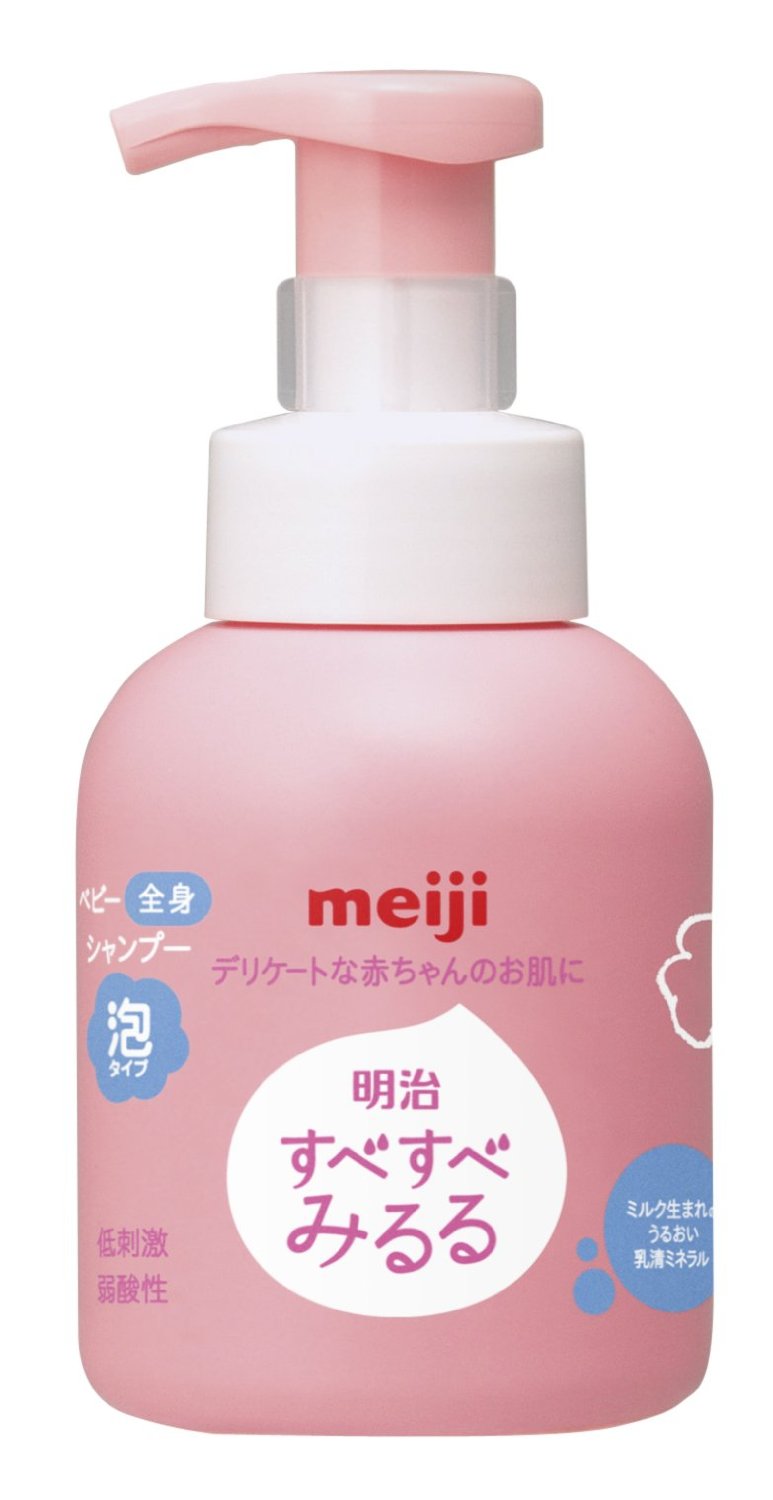 meiji
デリケートな赤ちゃんのお肌に
明治
すべすべ
みるる
ベビー 全身
シャンプー
泡
タイプ
低刺激
弱酸性
ミルク生まれの
うるおい
乳清ミネラル